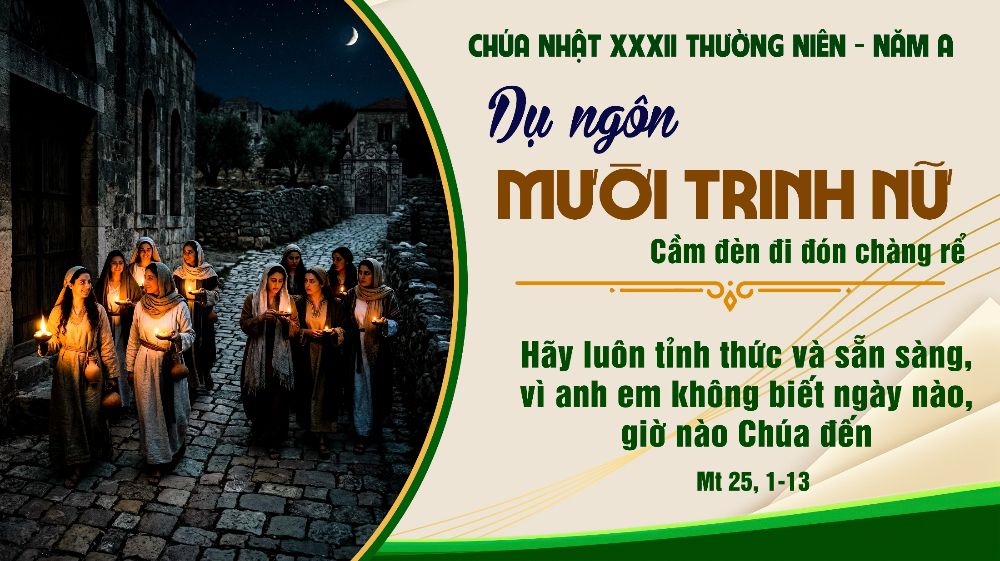 CHÚA NHẬT XXXII THƯỜNG NIÊN - NĂM A
Dụ ngôn
MƯỜI TRINH NỮ
Cầm đèn đi đón chàng rể
Hãy luôn tỉnh thức và sẵn sàng,
vì anh em không biết ngày nào,
giờ nào Chúa đến
Mt 25, 1-13